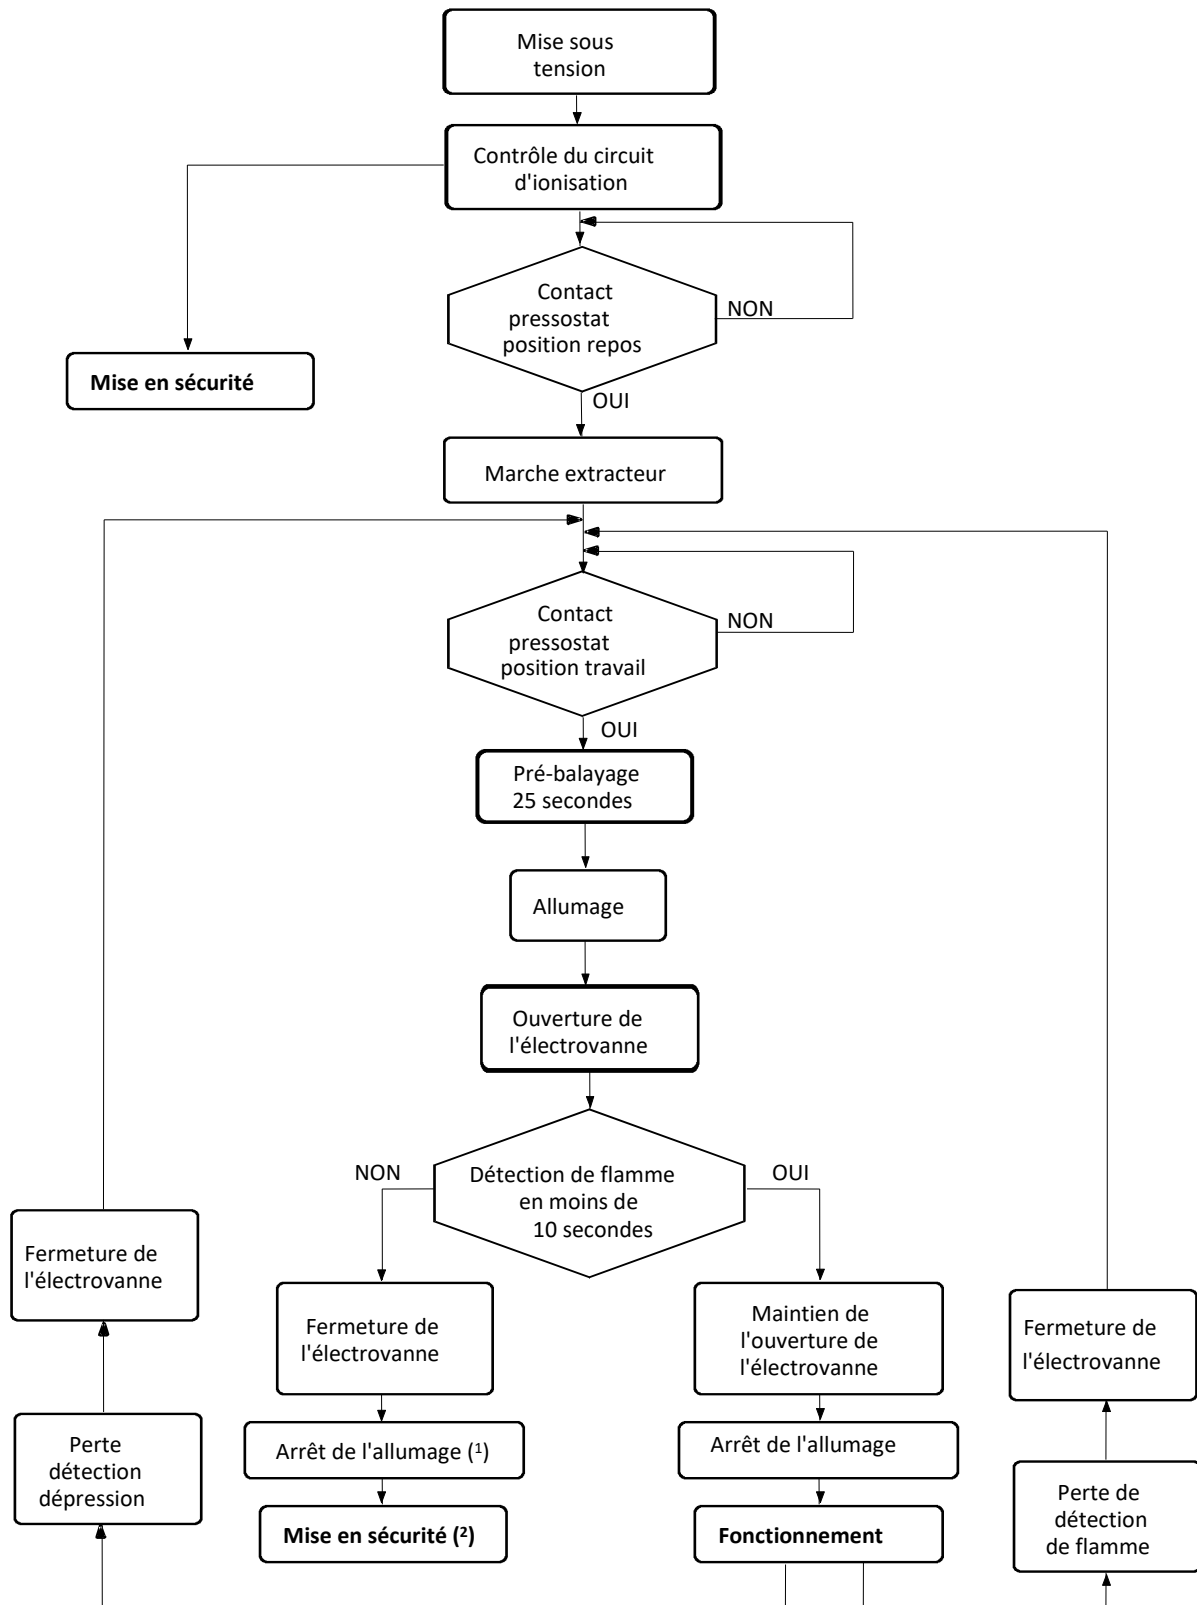 Mise sous
tension
Contrôle du circuit
d'ionisation
Contact
pressostat
position repos
NON
Mise en sécurité
OUI
Marche extracteur
Contact
pressostat
position travail
NON
OUI
Pré-balayage
25 secondes
Allumage
Ouverture de
l'électrovanne
NON
Détection de flamme
en moins de
10 secondes
OUI
Fermeture de
l'électrovanne
Fermeture de
l'électrovanne
Maintien de
l'ouverture de
l'électrovanne
Fermeture de
l'électrovanne
Perte
détection
dépression
Arrêt de l'allumage (¹)
Arrêt de l'allumage
Mise en sécurité (²)
Fonctionnement
Perte de
détection
de flamme